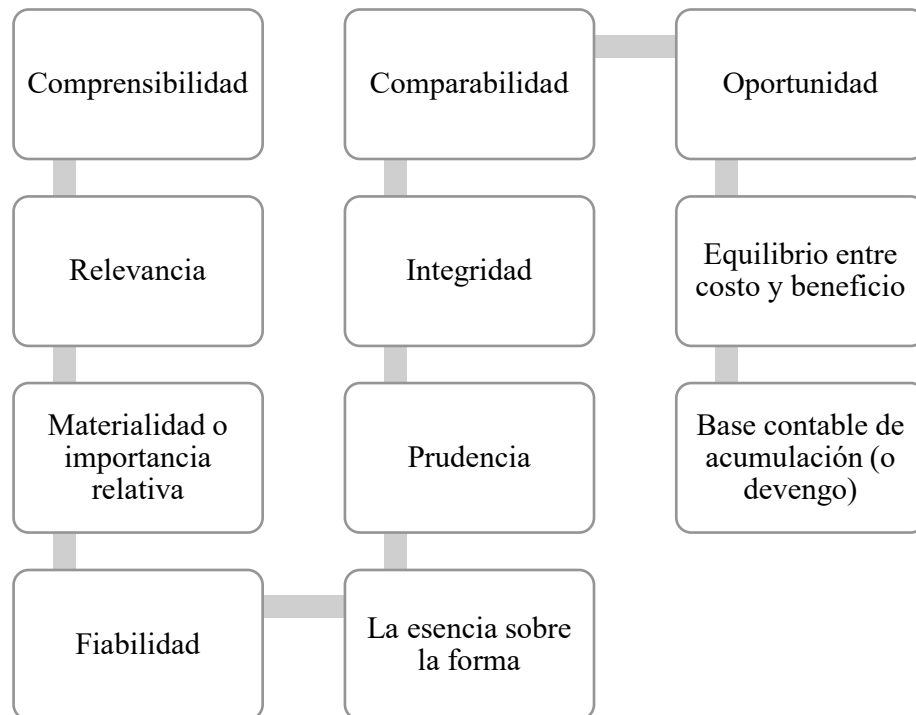 Comprensibilidad
Relevancia
Materialidad o
importancia
relativa
Fiabilidad
La esencia sobre
la forma
Prudencia
Integridad
Comparabilidad
Oportunidad
Equilibrio entre
costo y beneficio
Base contable de
acumulación (o
devengo)